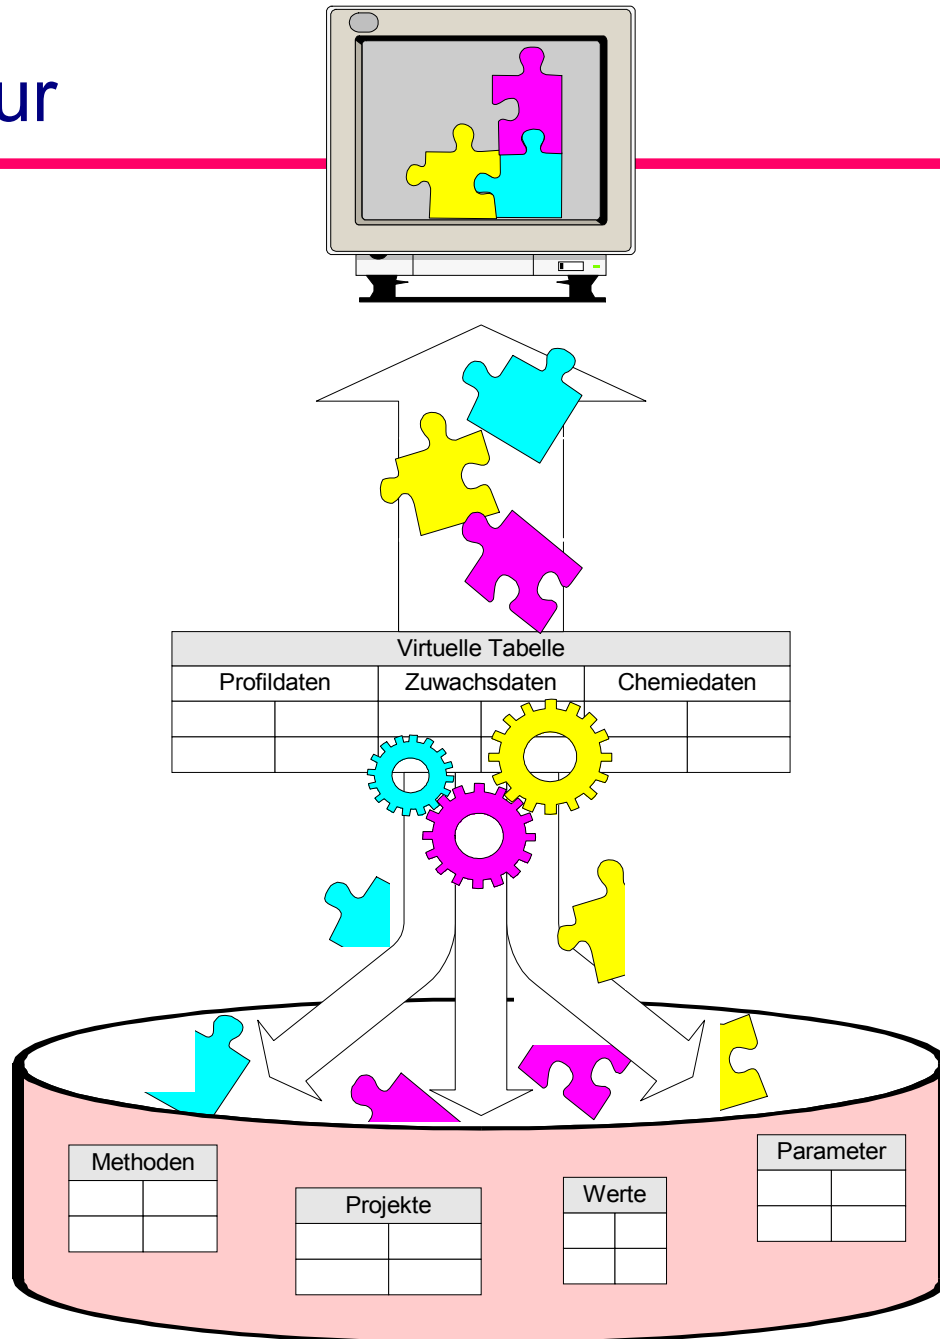 ur
Virtuelle Tabelle
Profildaten Zuwachsdaten Chemiedaten
Methoden
Projekte
Werte
Parameter